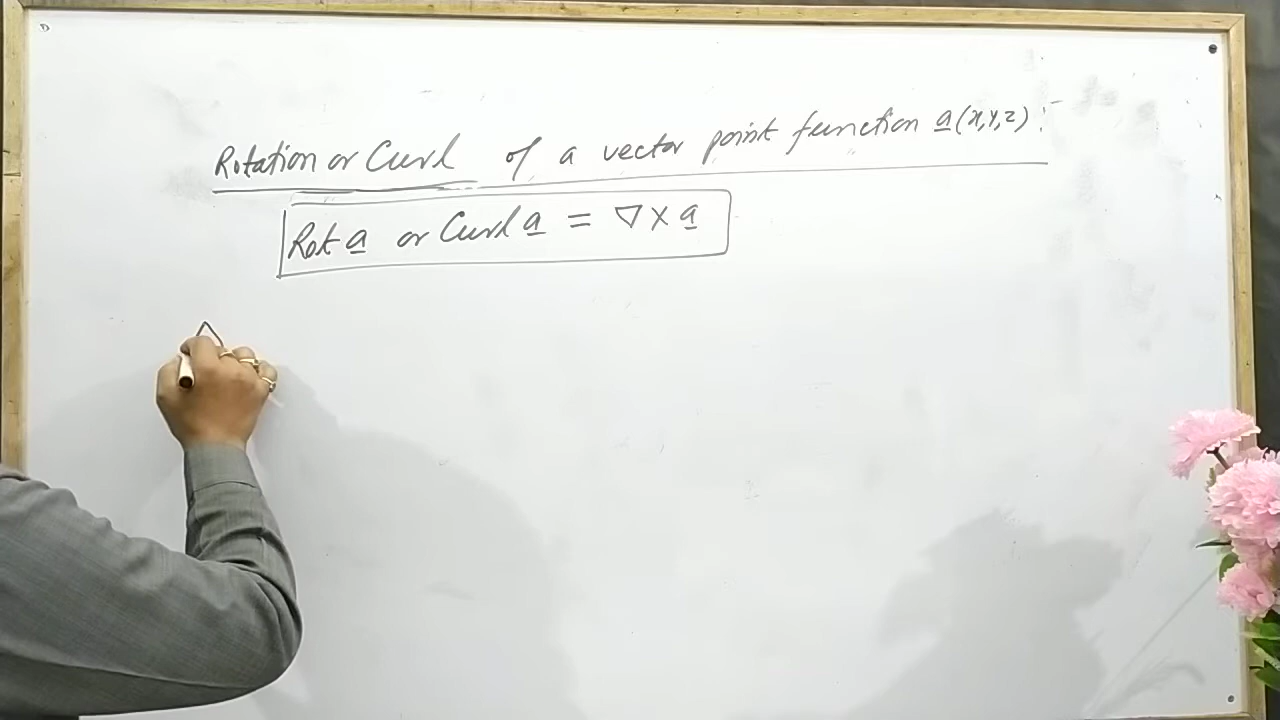 Rotation or Curl of a vector point function a(x,y,z):-
Rot a or Curl a = ∇ × a